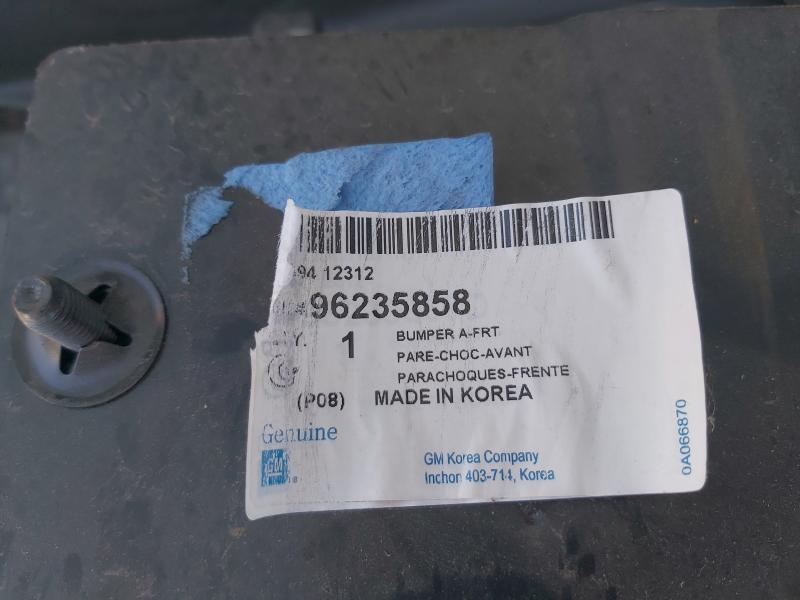 94 12312
96235858
Y. 1 BUMPER A-FRT
PARE-CHOC-AVANT
PARACHOQUES-FRENTE
(P08) MADE IN KOREA
Genuine
GM
GM Korea Company
Inchon 403-714, Korea
0A066870